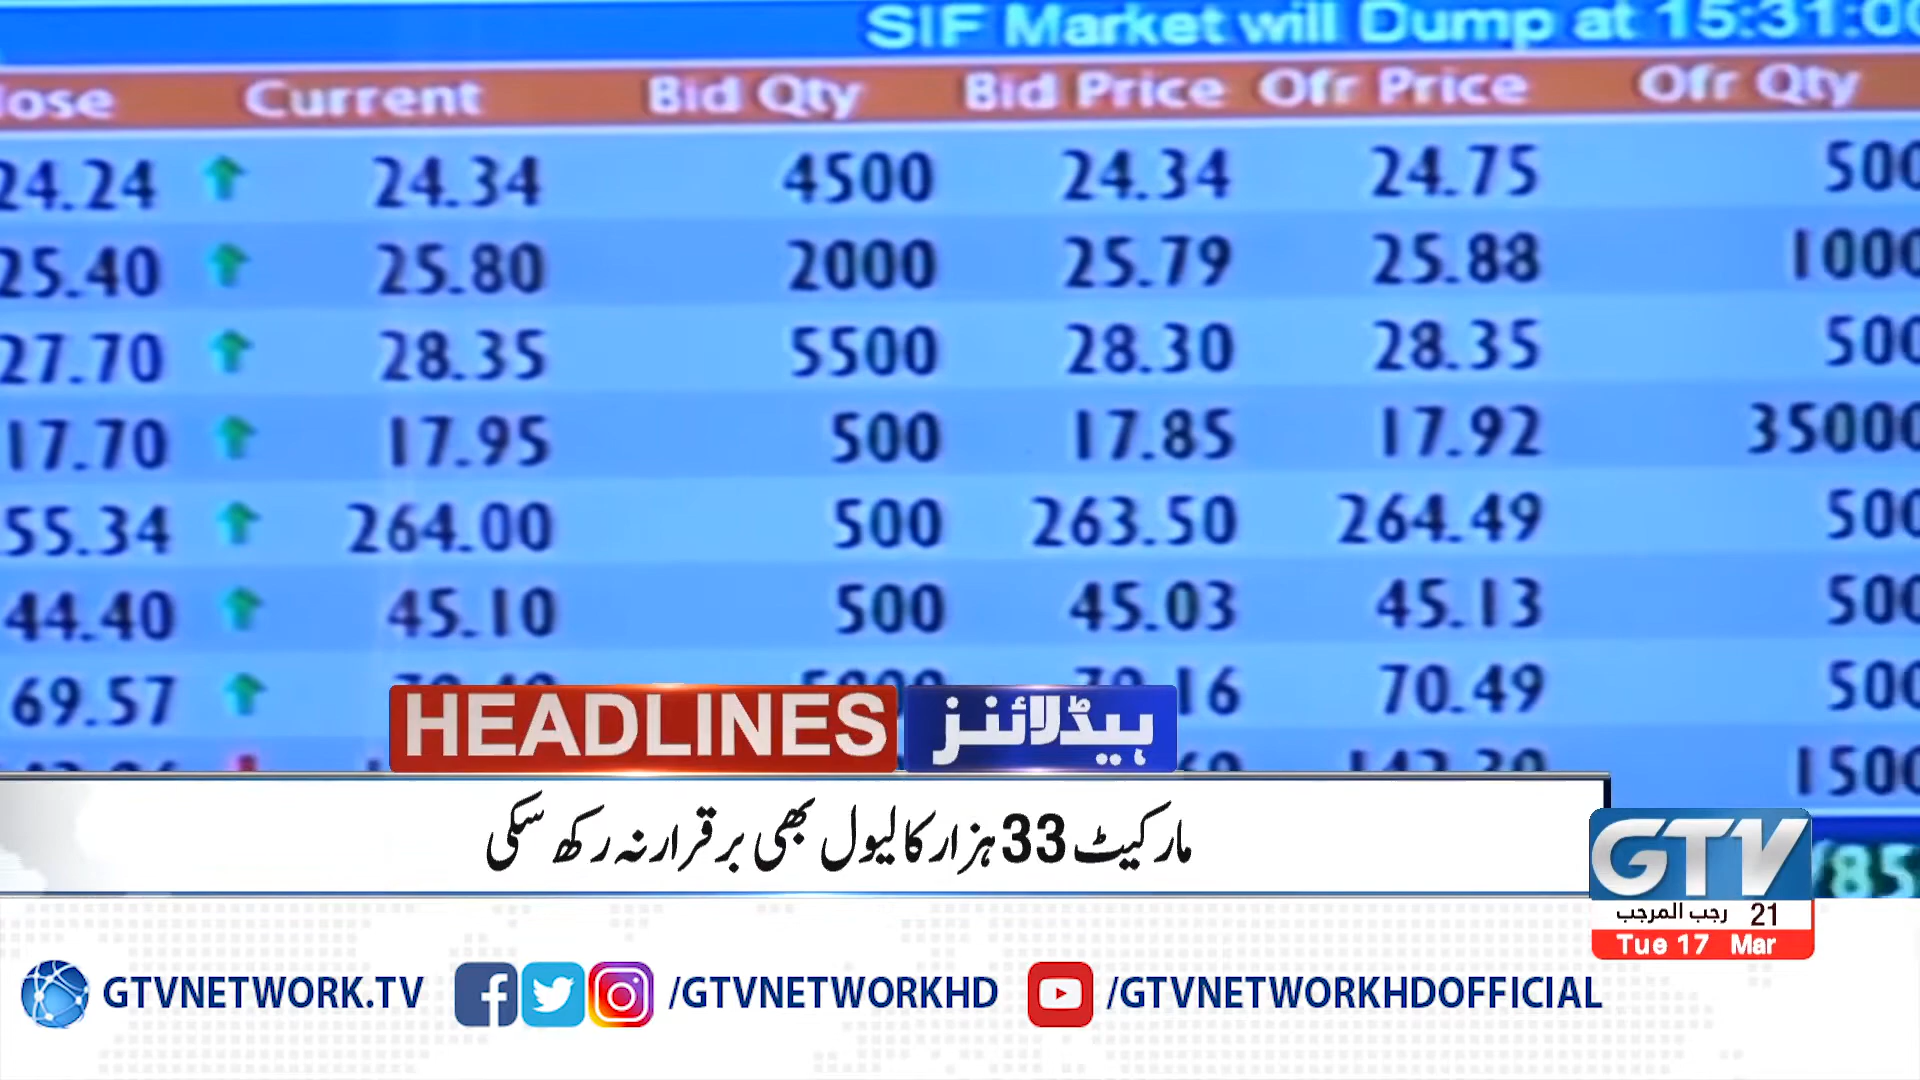 SIF Market will Dump at 15:31:0
Current Bid Qty Bid Price Ofr Price Ofr Qty
24.24 24.34 4500 24.34 24.75 500
25.40 25.80 2000 25.79 25.88 1000
27.70 28.35 5500 28.30 28.35 500
17.70 17.95 500 17.85 17.92 35000
55.34 264.00 500 263.50 264.49 500
44.40 45.10 500 45.03 45.13 500
69.57 70.49 500
1500
HEADLINES ہیڈلائنز
مارکیٹ 33 ہزار کا لیول بھی برقرار نہ رکھ سکی
GTV
21 رجب المرجب
Tue 17 Mar
GTVNETWORK.TV /GTVNETWORKHD /GTVNETWORKHDOFFICIAL